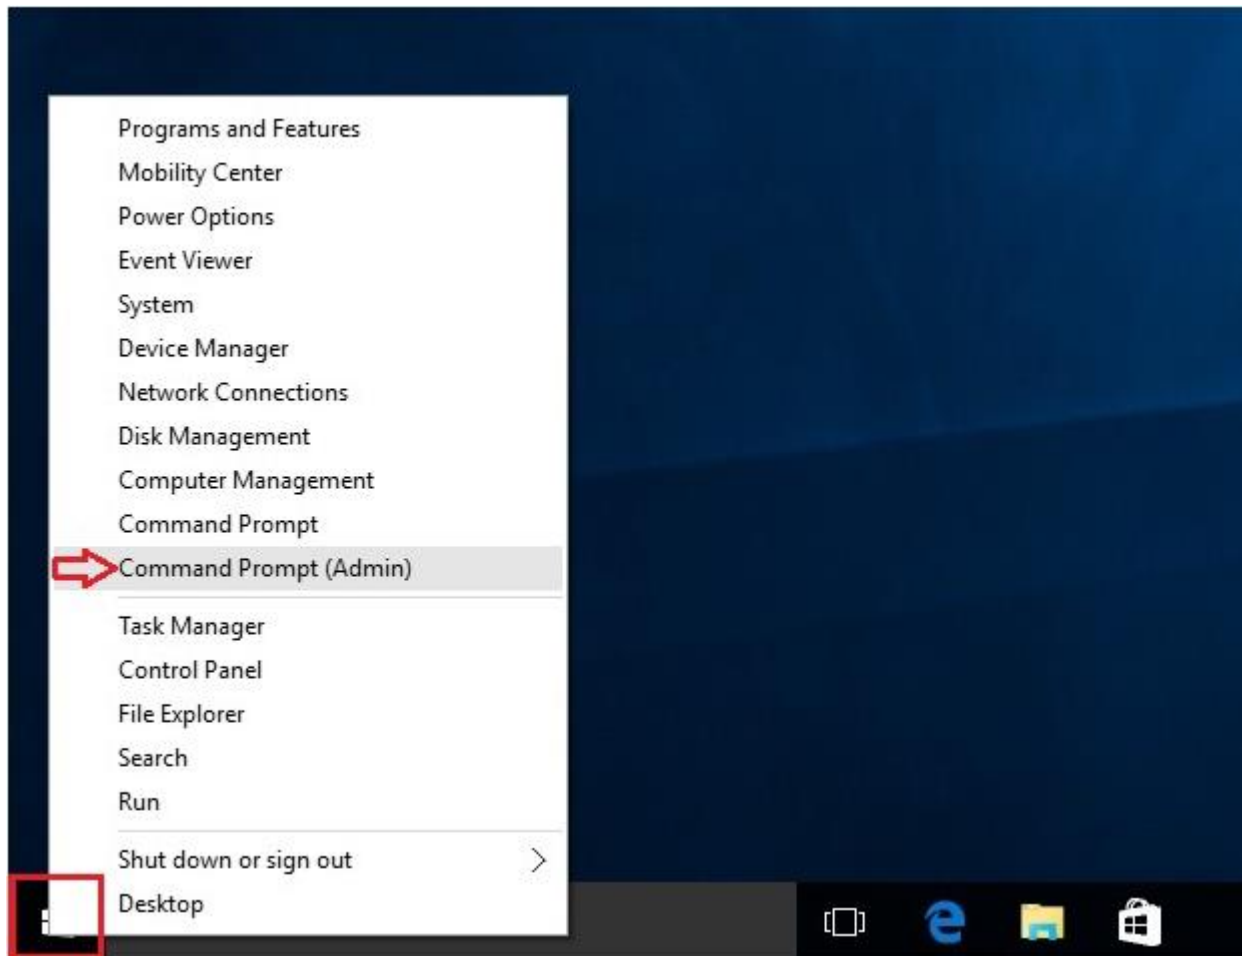 Programs and Features
Mobility Center
Power Options
Event Viewer
System
Device Manager
Network Connections
Disk Management
Computer Management
Command Prompt
Command Prompt (Admin)
Task Manager
Control Panel
File Explorer
Search
Run
Shut down or sign out
Desktop